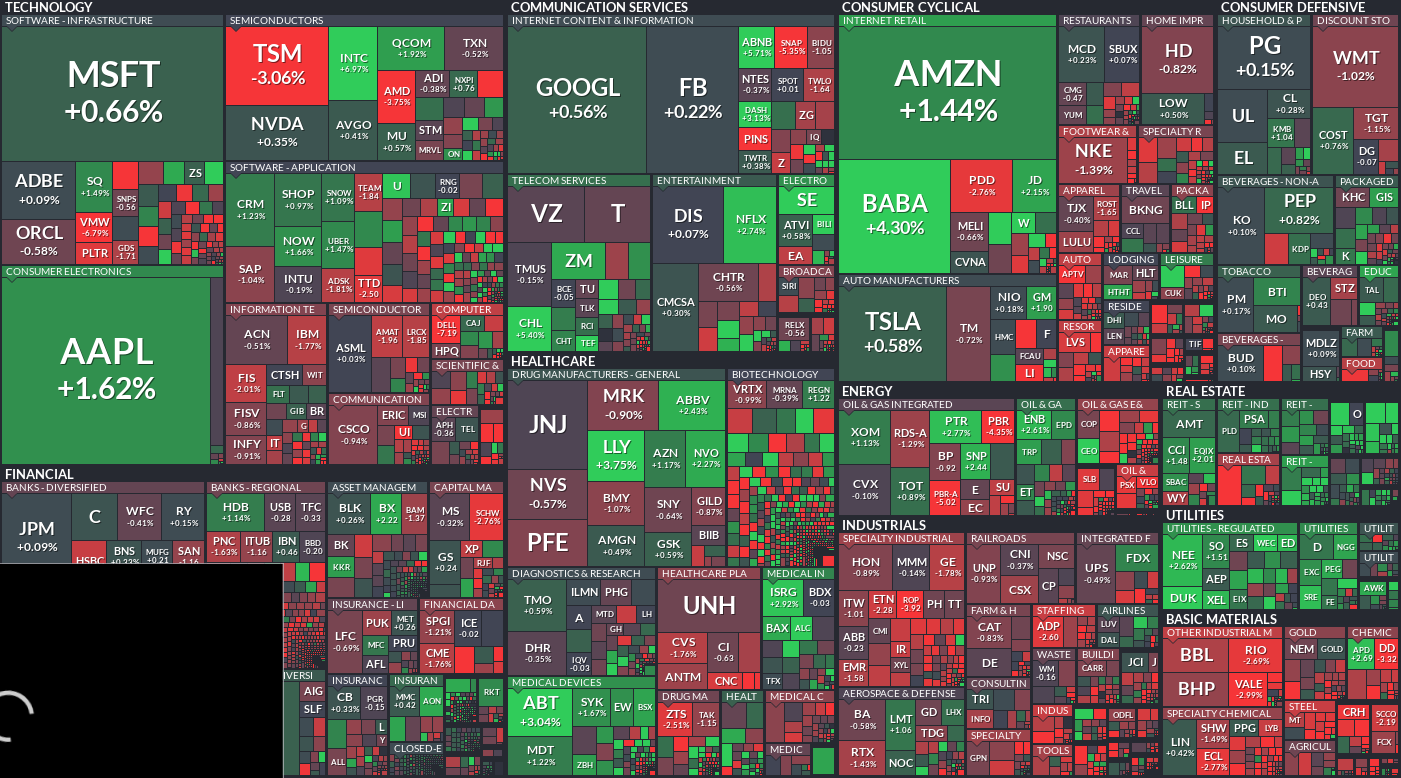 TECHNOLOGY
SOFTWARE - INFRASTRUCTURE
MSFT
+0.66%
ADBE
+0.09%
ORCL
-0.58%
SQ
+1.49%
VMW
-6.79%
PLTR
SNPS
-0.56
GDS
-1.71
ZS
SEMICONDUCTORS
TSM
-3.06%
NVDA
+0.35%
INTC
+6.97%
AVGO
+0.41%
QCOM
+1.92%
TXN
-0.52%
AMD
-3.75%
ADI
-0.38%
NXPI
+0.76
MU
+0.57%
STM
MRVL
ON
SOFTWARE - APPLICATION
CRM
+1.23%
SAP
-1.04%
SHOP
+0.97%
NOW
+1.66%
INTU
-0.19%
SNOW
+1.09%
UBER
+1.47%
ADSK
-1.81%
TEAM
-1.84
TTD
-2.50
U
RNG
-0.02
ZI
CONSUMER ELECTRONICS
AAPL
+1.62%
INFORMATION TE
ACN
-0.51%
IBM
-1.77%
FIS
-2.01%
CTSH
WIT
FLT
FISV
-0.86%
GIB
BR
G
INFY
-0.91%
IT
SEMICONDUCTOR
ASML
+0.03%
AMAT
-1.96
LRCX
-1.85
COMPUTER
DELL
-7.19
CAJ
HPQ
SCIENTIFIC &
COMMUNICATION
CSCO
-0.94%
ERIC
MSI
UI
ELECTR
APH
-0.36
TEL
COMMUNICATION SERVICES
INTERNET CONTENT & INFORMATION
GOOGL
+0.56%
FB
+0.22%
ABNB
+5.71%
SNAP
-5.35%
BIDU
-1.05
NTES
-0.37%
SPOT
+0.01
TWLO
-1.64
DASH
+3.13%
ZG
PINS
IQ
TWTR
+0.38%
Z
TELECOM SERVICES
VZ
T
TMUS
-0.15%
ZM
BCE
-0.05
TU
TLK
CHL
+5.40%
RCI
CHT
TEF
ENTERTAINMENT
DIS
+0.07%
NFLX
+2.74%
CMCSA
+0.30%
CHTR
-0.56%
ELECTRO
SE
ATVI
+0.58%
BILI
EA
BROADCA
SIRI
RELX
-0.56
CONSUMER CYCLICAL
INTERNET RETAIL
AMZN
+1.44%
BABA
+4.30%
PDD
-2.76%
JD
+2.15%
MELI
-0.66%
W
CVNA
RESTAURANTS
MCD
+0.23%
SBUX
+0.07%
CMG
-0.47
YUM
HOME IMPR
HD
-0.82%
LOW
+0.50%
FOOTWEAR &
NKE
-1.39%
SPECIALTY R
APPAREL
TJX
-0.40%
ROST
-1.65
LULU
TRAVEL
BKNG
CCL
PACKA
BLL
IP
AUTO MANUFACTURERS
TSLA
+0.58%
TM
-0.72%
NIO
+0.18%
GM
+1.90
HMC
F
FCAU
LI
AUTO
APTV
LODGING
MAR
HLT
HTHT
LEISURE
CUK
RESIDE
DHI
LEN
RESOR
LVS
APPARE
TIF
CONSUMER DEFENSIVE
HOUSEHOLD & P
PG
+0.15%
UL
CL
+0.28%
KMB
+1.04
EL
DISCOUNT STO
WMT
-1.02%
COST
+0.76%
TGT
-1.15%
DG
-0.07
BEVERAGES - NON-A
KO
+0.10%
PEP
+0.82%
KDP
PACKAGED
KHC
GIS
K
TOBACCO
PM
+0.17%
BTI
MO
BEVERAG
DEO
-0.43
STZ
EDUC
TAL
BEVERAGES -
BUD
+0.10%
MDLZ
+0.09%
HSY
FARM
FOOD
FINANCIAL
BANKS - DIVERSIFIED
JPM
+0.09%
C
WFC
-0.41%
RY
+0.15%
HSBC
BNS
+0.22%
MUFG
+0.21
SAN
-1.16
BANKS - REGIONAL
HDB
+1.14%
USB
-0.28
TFC
-0.33
PNC
-1.63%
ITUB
-1.16
IBN
+0.46
BBD
-0.20
ASSET MANAGEM
BLK
+0.26%
BX
+2.22
BAM
-1.37
BK
KKR
CAPITAL MA
MS
-0.32%
SCHW
-2.76%
GS
+0.24
XP
RJF
INSURANCE - LI
LFC
-0.69%
PUK
MET
+0.26
MFC
PRU
AFL
FINANCIAL DA
SPGI
-1.21%
ICE
-0.02
CME
-1.76%
IVERSI
AIG
SLF
INSURANC
CB
+0.33%
PGR
-0.15
L
Y
ALL
INSURAN
MMC
+0.42
AON
RKT
CLOSED-E
HEALTHCARE
DRUG MANUFACTURERS - GENERAL
JNJ
MRK
-0.90%
ABBV
+2.43%
NVS
-0.57%
LLY
+3.75%
AZN
+1.17%
NVO
+2.27%
PFE
BMY
-1.07%
SNY
-0.64%
GILD
-0.87%
AMGN
+0.49%
GSK
+0.59%
BIIB
BIOTECHNOLOGY
VRTX
-0.99%
MRNA
-0.39%
REGN
+1.22
DIAGNOSTICS & RESEARCH
TMO
+0.59%
ILMN
PHG
A
MTD
LH
GH
DHR
-0.35%
IQV
-0.03
HEALTHCARE PLA
UNH
CVS
-1.76%
CI
-0.63
ANTM
CNC
MEDICAL IN
ISRG
+2.92%
BDX
-0.03
BAX
ALC
TFX
MEDICAL DEVICES
ABT
+3.04%
SYK
+1.67%
EW
BSX
MDT
+1.22%
ZBH
DRUG MA
ZTS
-2.51%
TAK
-1.15
HEALT
MEDICAL C
MEDIC
ENERGY
OIL & GAS INTEGRATED
XOM
+1.13%
RDS-A
-1.29%
PTR
+2.77%
PBR
-4.35%
BP
-0.92
SNP
+2.44
CVX
-0.10%
TOT
+0.89%
PBR-A
-5.02
E
SU
EC
OIL & GA
ENB
+2.61%
EPD
TRP
ET
OIL & GAS E&
COP
CEO
SLB
OIL &
PSX
VLO
INDUSTRIALS
SPECIALTY INDUSTRIAL
HON
-0.89%
MMM
-0.14%
GE
-1.78%
ITW
-1.01
ETN
-2.28
ROP
-3.92
PH
TT
ABB
-0.23
CMI
IR
XYL
EMR
-1.58
RAILROADS
UNP
-0.93%
CNI
-0.37%
NSC
CSX
CP
INTEGRATED F
UPS
-0.49%
FDX
FARM & H
CAT
-0.83%
DE
STAFFING
ADP
-2.60
AIRLINES
LUV
DAL
WASTE
WM
-0.16
BUILDI
CARR
JCI
J
AEROSPACE & DEFENSE
BA
-0.58%
LMT
+1.06
GD
LHX
TDG
RTX
-1.43%
NOC
CONSULTIN
TRI
INFO
SPECIALTY
GPN
INDUS
ODFL
TOOLS
REAL ESTATE
REIT - S
AMT
CCI
+1.48
EQIX
+2.01
SBAC
WY
REIT - IND
PLD
PSA
REIT -
O
REAL ESTA
REIT -
UTILITIES
UTILITIES - REGULATED
NEE
+2.62%
SO
+1.51
ES
WEC
ED
AEP
DUK
XEL
EIX
UTILITIES
D
NGG
EXC
PEG
SRE
FE
UTILIT
UTILIT
AWK
BASIC MATERIALS
OTHER INDUSTRIAL M
BBL
RIO
-2.69%
BHP
VALE
-2.99%
GOLD
NEM
GOLD
CHEMIC
APD
+2.69
DD
-3.32
SPECIALTY CHEMICAL
LIN
+0.42%
SHW
-1.49%
PPG
LYB
ECL
-2.77%
STEEL
MT
CRH
SCCO
-2.19
FCX
AGRICUL